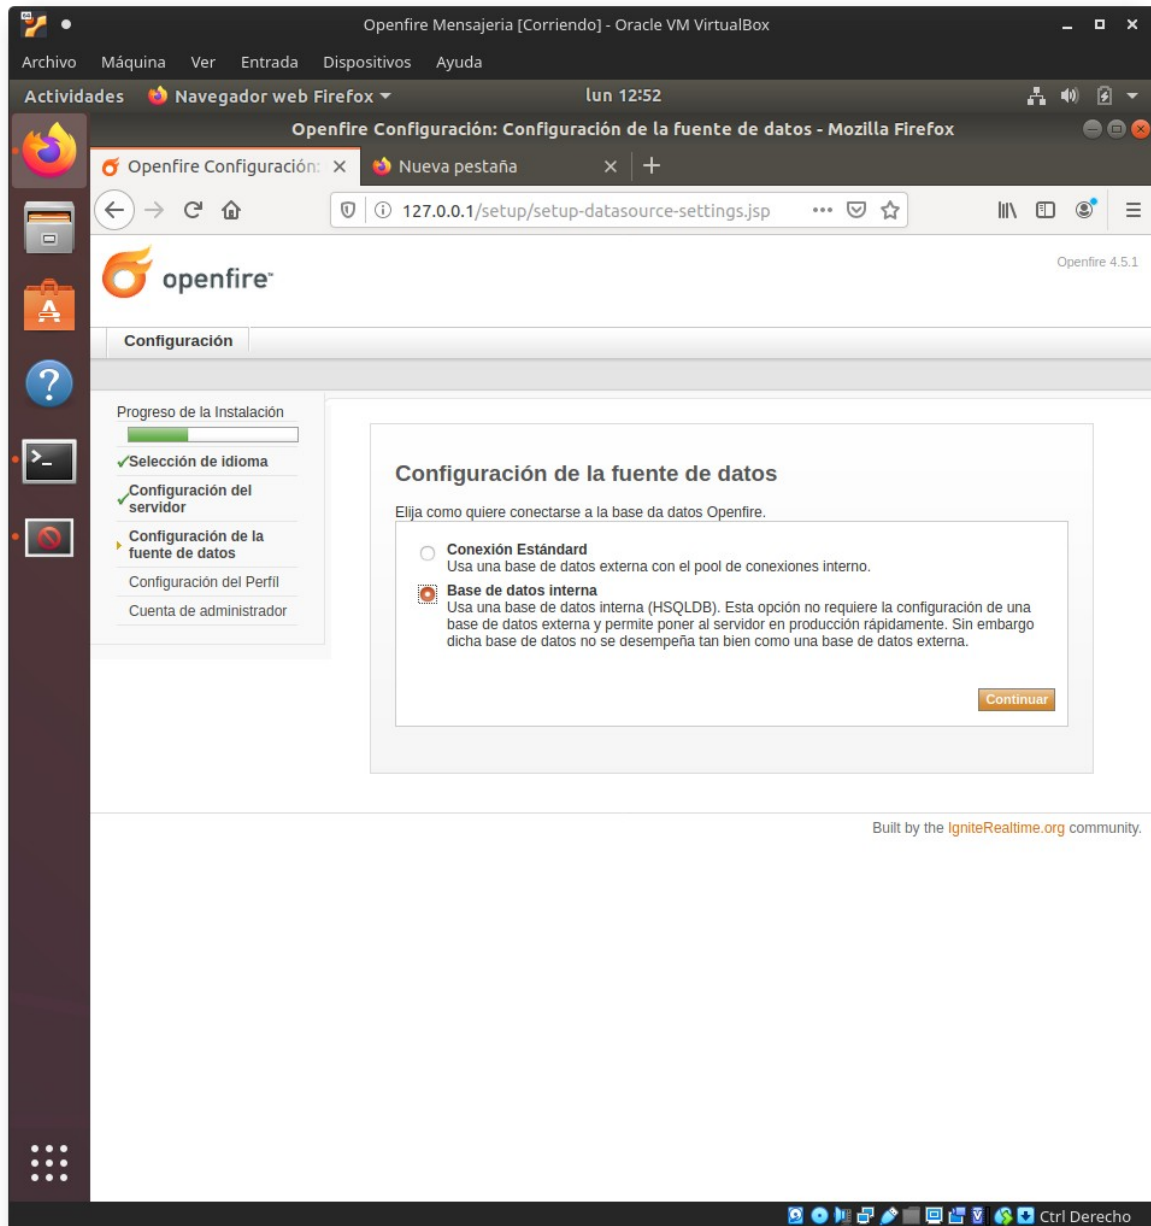 Openfire Mensajeria [Corriendo] - Oracle VM VirtualBox
Archivo Máquina Ver Entrada Dispositivos Ayuda
Actividades Navegador web Firefox lun 12:52
Openfire Configuración: Configuración de la fuente de datos - Mozilla Firefox
Openfire Configuración: Nueva pestaña
127.0.0.1/setup/setup-datasource-settings.jsp
openfire™
Openfire 4.5.1
Configuración
Progreso de la Instalación
Selección de idioma
Configuración del
servidor
Configuración de la
fuente de datos
Configuración del Perfíl
Cuenta de administrador
Configuración de la fuente de datos
Elija como quiere conectarse a la base da datos Openfire.
Conexión Estándard
Usa una base de datos externa con el pool de conexiones interno.
Base de datos interna
Usa una base de datos interna (HSQLDB). Esta opción no requiere la configuración de una
base de datos externa y permite poner al servidor en producción rápidamente. Sin embargo
dicha base de datos no se desempeña tan bien como una base de datos externa.
Continuar
Built by the IgniteRealtime.org community.
Ctrl Derecho